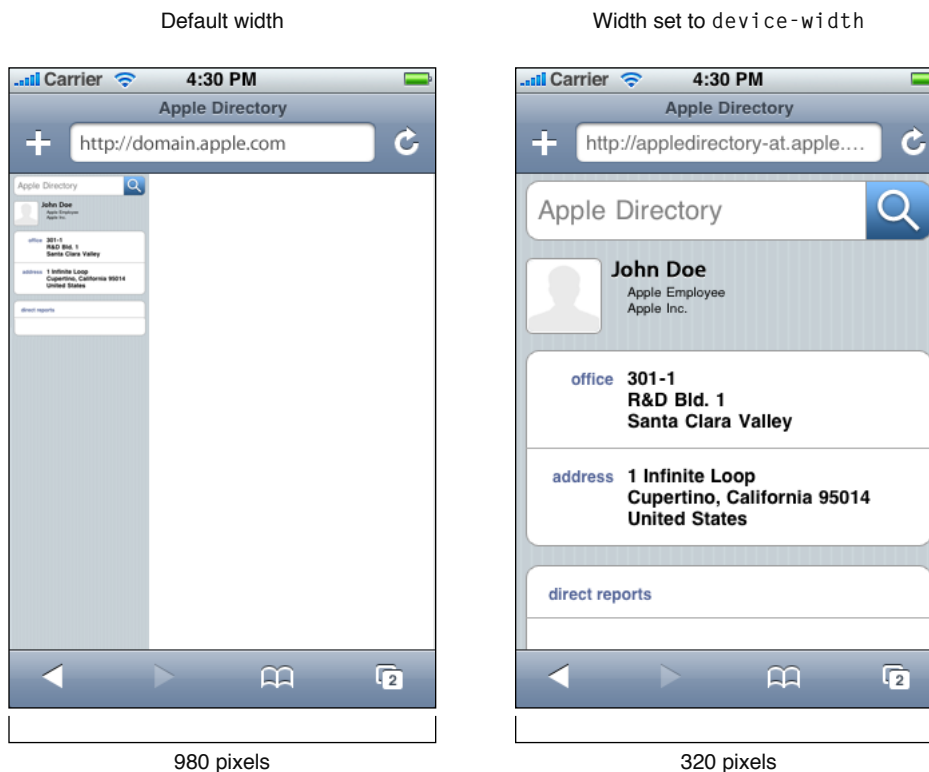 Default width
Carrier 4:30 PM
Apple Directory
http://domain.apple.com
Apple Directory
John Doe
Apple Employee
Apple Inc.
office 301-1
R&D Bld. 1
Santa Clara Valley
address 1 Infinite Loop
Cupertino, California 95014
United States
direct reports
2
980 pixels
Width set to device-width
Carrier 4:30 PM
Apple Directory
http://appledirectory-at.apple....
Apple Directory
John Doe
Apple Employee
Apple Inc.
office 301-1
R&D Bld. 1
Santa Clara Valley
address 1 Infinite Loop
Cupertino, California 95014
United States
direct reports
2
320 pixels